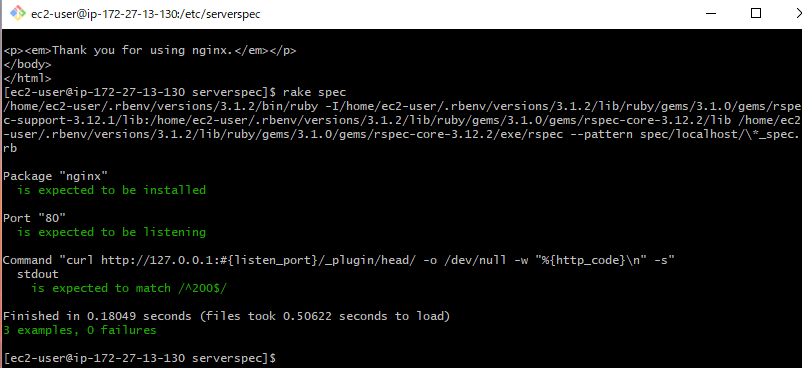 ec2-user@ip-172-27-13-130:/etc/serverspec
<p><em>Thank you for using nginx.</em></p>
</body>
</html>
[ec2-user@ip-172-27-13-130 serverspec]$ rake spec
/home/ec2-user/.rbenv/versions/3.1.2/bin/ruby -I/home/ec2-user/.rbenv/versions/3.1.2/lib/ruby/gems/3.1.0/gems/rspe
c-support-3.12.1/lib:/home/ec2-user/.rbenv/versions/3.1.2/lib/ruby/gems/3.1.0/gems/rspec-core-3.12.2/lib /home/ec2
-user/.rbenv/versions/3.1.2/lib/ruby/gems/3.1.0/gems/rspec-core-3.12.2/exe/rspec --pattern spec/localhost/\*_spec.
rb
Package "nginx"
  is expected to be installed
Port "80"
  is expected to be listening
Command "curl http://127.0.0.1:#{listen_port}/_plugin/head/ -o /dev/null -w "%{http_code}\n" -s"
  stdout
    is expected to match /^200$/
Finished in 0.18049 seconds (files took 0.50622 seconds to load)
3 examples, 0 failures
[ec2-user@ip-172-27-13-130 serverspec]$